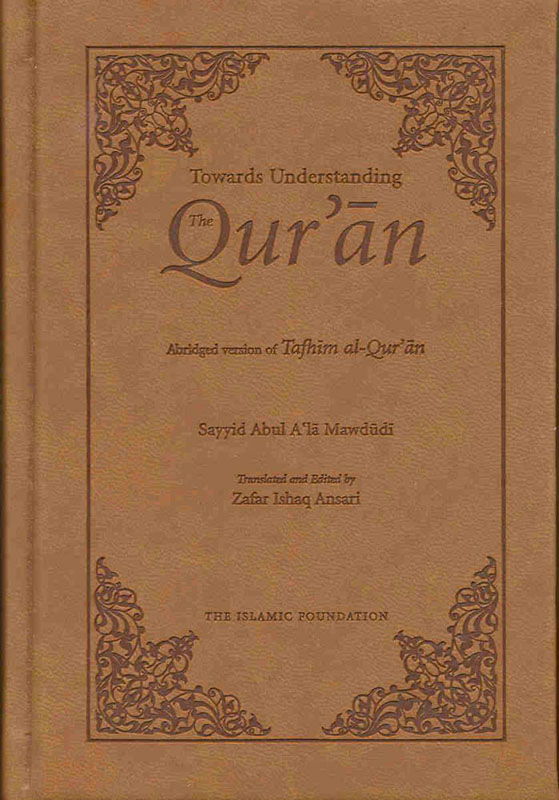 Towards Understanding
The Qur’ān
Abridged version of Tafhīm al-Qur’ān
Sayyid Abul A‘lā Mawdūdī
Translated and Edited by
Zafar Ishaq Ansari
THE ISLAMIC FOUNDATION